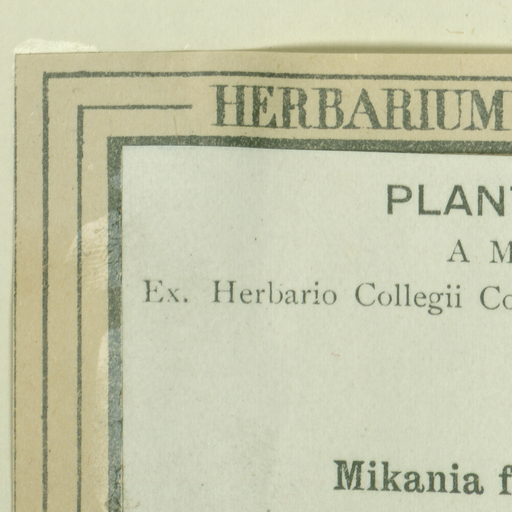 HERBARIUM
PLANT
A M
Ex. Herbario Collegii Co
Mikania f